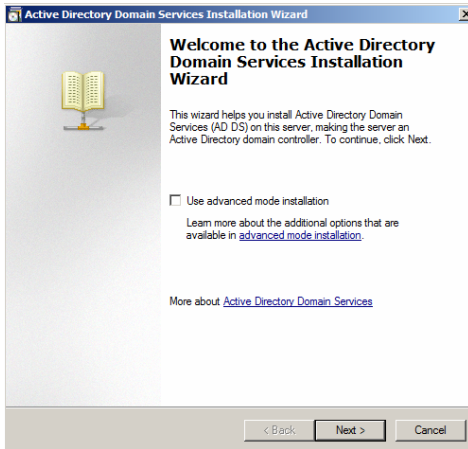 Active Directory Domain Services Installation Wizard
Welcome to the Active Directory
Domain Services Installation
Wizard
This wizard helps you install Active Directory Domain
Services (AD DS) on this server, making the server an
Active Directory domain controller. To continue, click Next.
Use advanced mode installation
Learn more about the additional options that are
available in advanced mode installation.
More about Active Directory Domain Services
< Back
Next >
Cancel